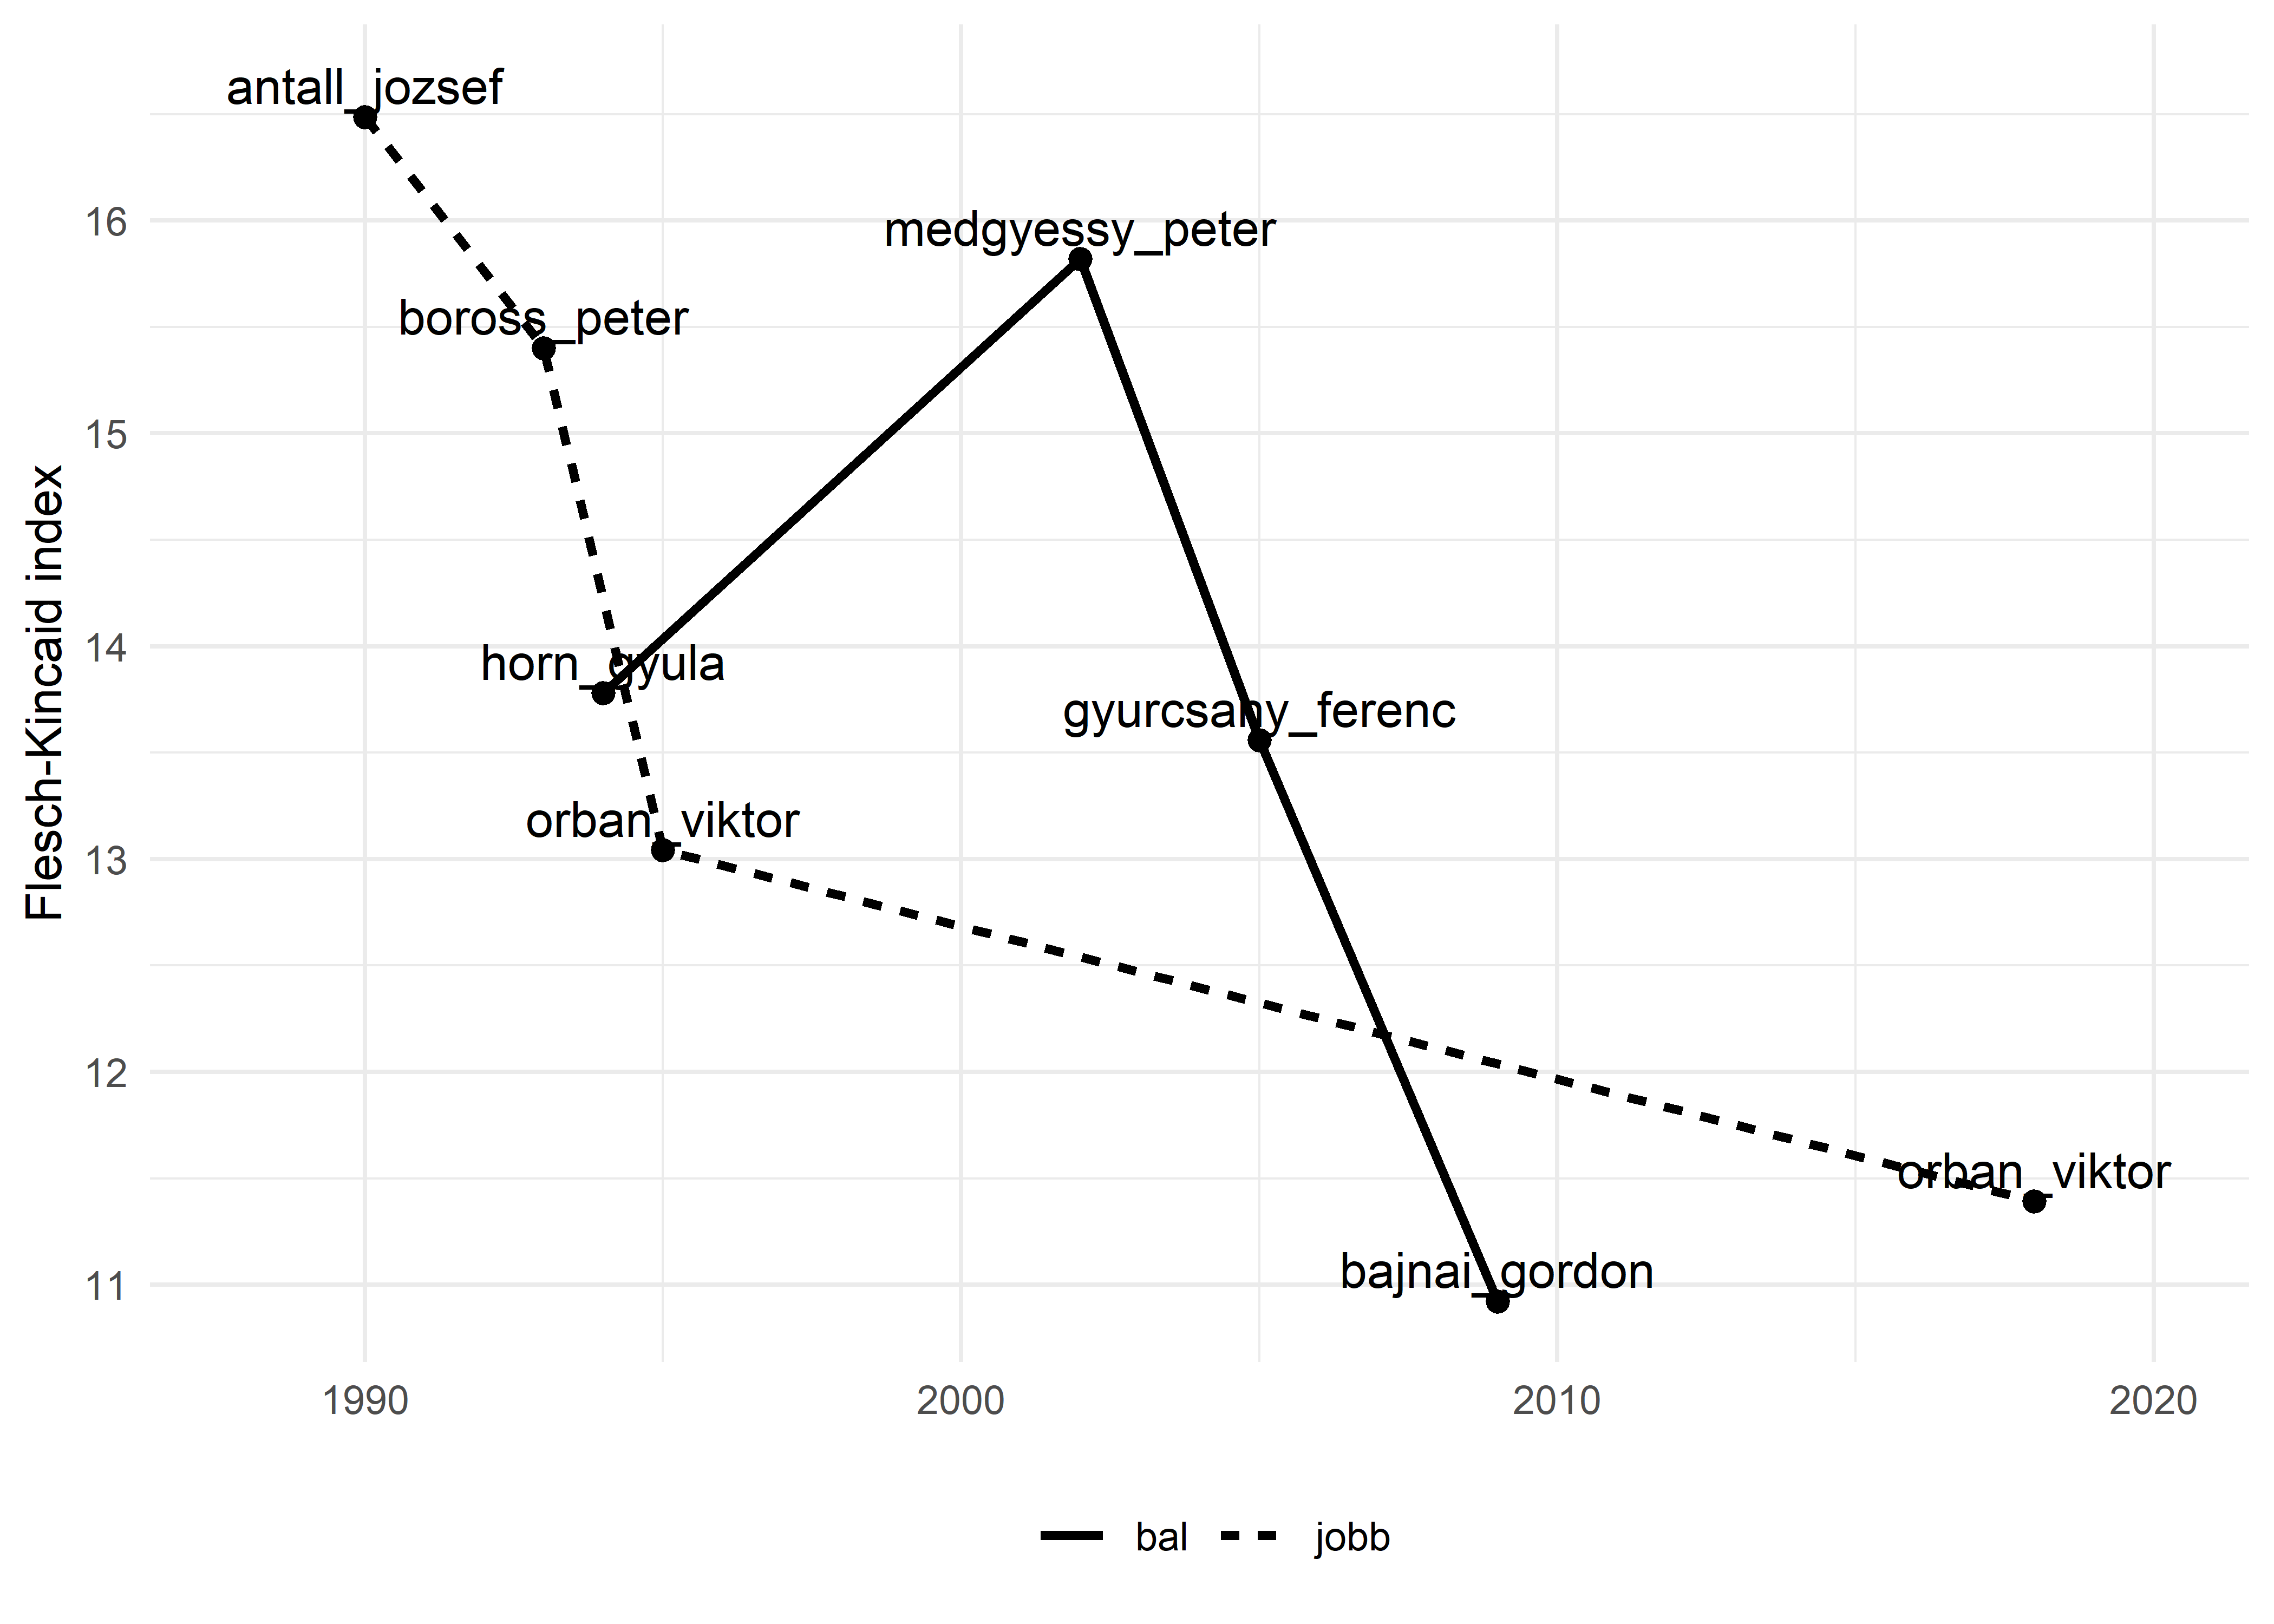 antall_jozsef
medgyessy_peter
boross_peter
horn_gyula
gyurcsany_ferenc
orban_viktor
orban_viktor
bajnai_gordon
Flesch-Kincaid index
16
15
14
13
12
11
1990 2000 2010 2020
bal jobb